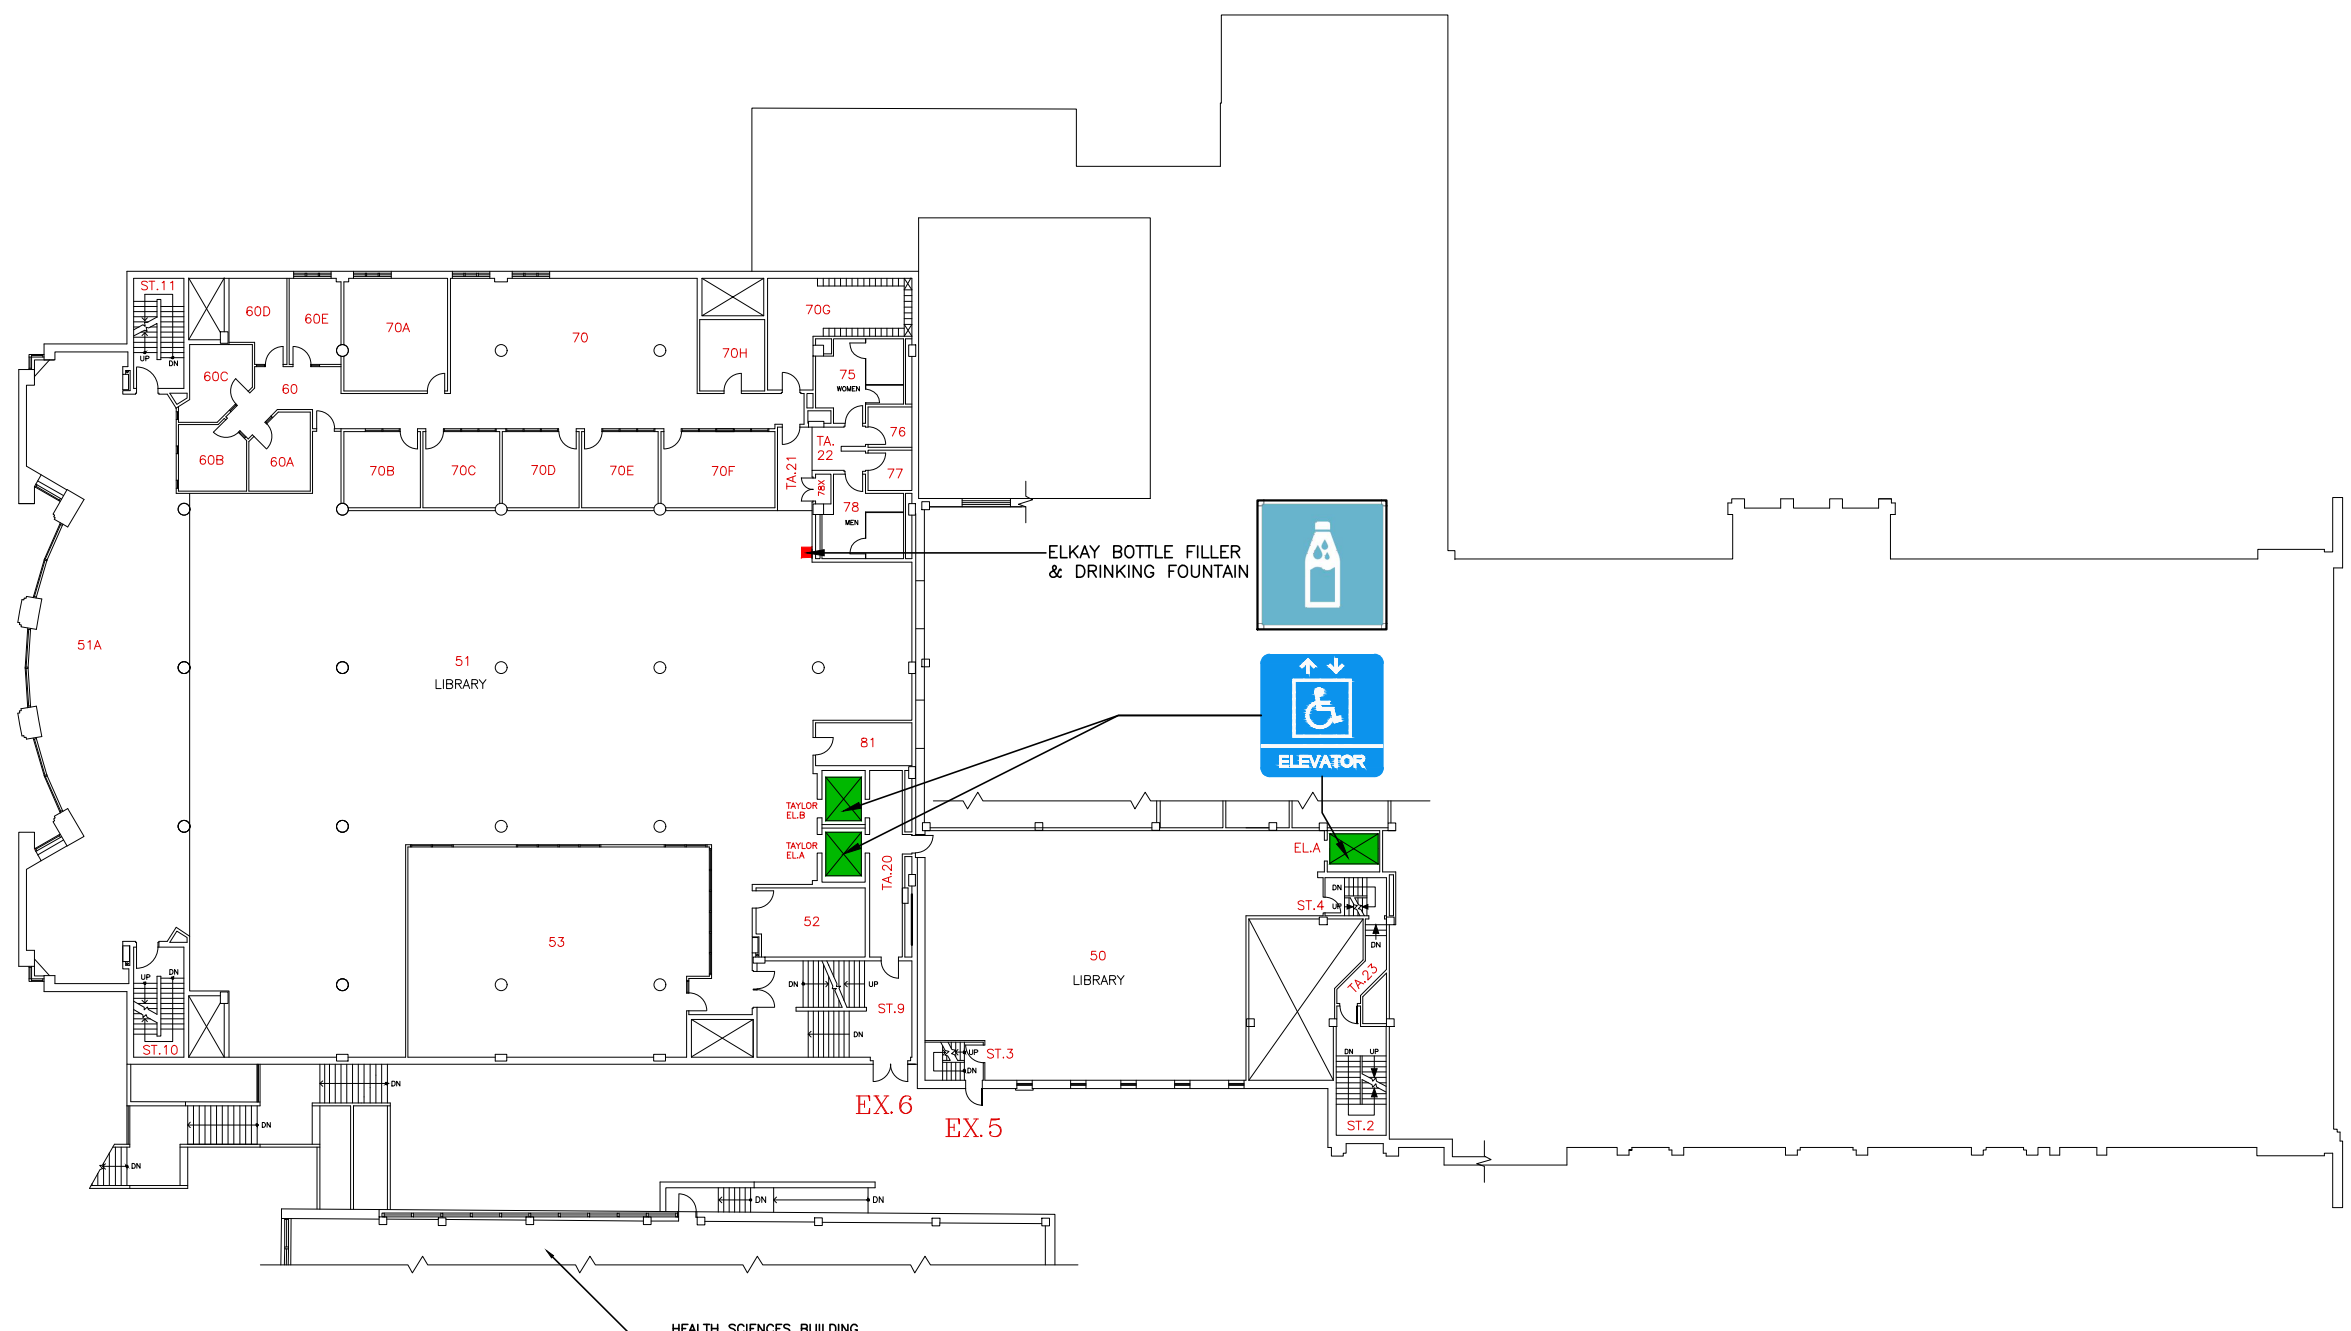 ST.11
60D
60E
70A
70
70G
UP
DN
60C
60
70H
75
WOMEN
60B
60A
70B
70C
70D
70E
70F
TA.21
TA.
22
76
77
78X
78
MEN
ELKAY BOTTLE FILLER
& DRINKING FOUNTAIN
51A
51
LIBRARY
81
ELEVATOR
TAYLOR
EL.B
TAYLOR
EL.A
TA.20
EL.A
52
53
50
LIBRARY
DN
ST.4
UP
DN
TA.23
UP
DN
DN
UP
ST.9
DN
ST.10
UP
ST.3
DN
DN
UP
ST.2
EX.6
EX.5
DN
DN
DN
DN
DN
HEALTH SCIENCES BUILDING